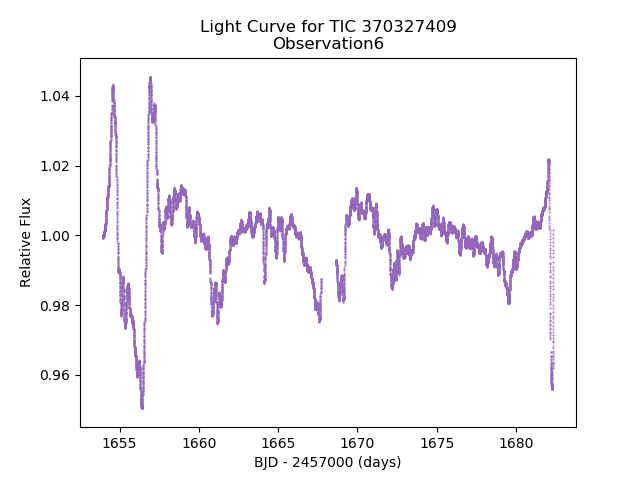 Light Curve for TIC 370327409
Observation6
1.04
1.02
1.00
0.98
0.96
Relative Flux
1655 1660 1665 1670 1675 1680
BJD - 2457000 (days)